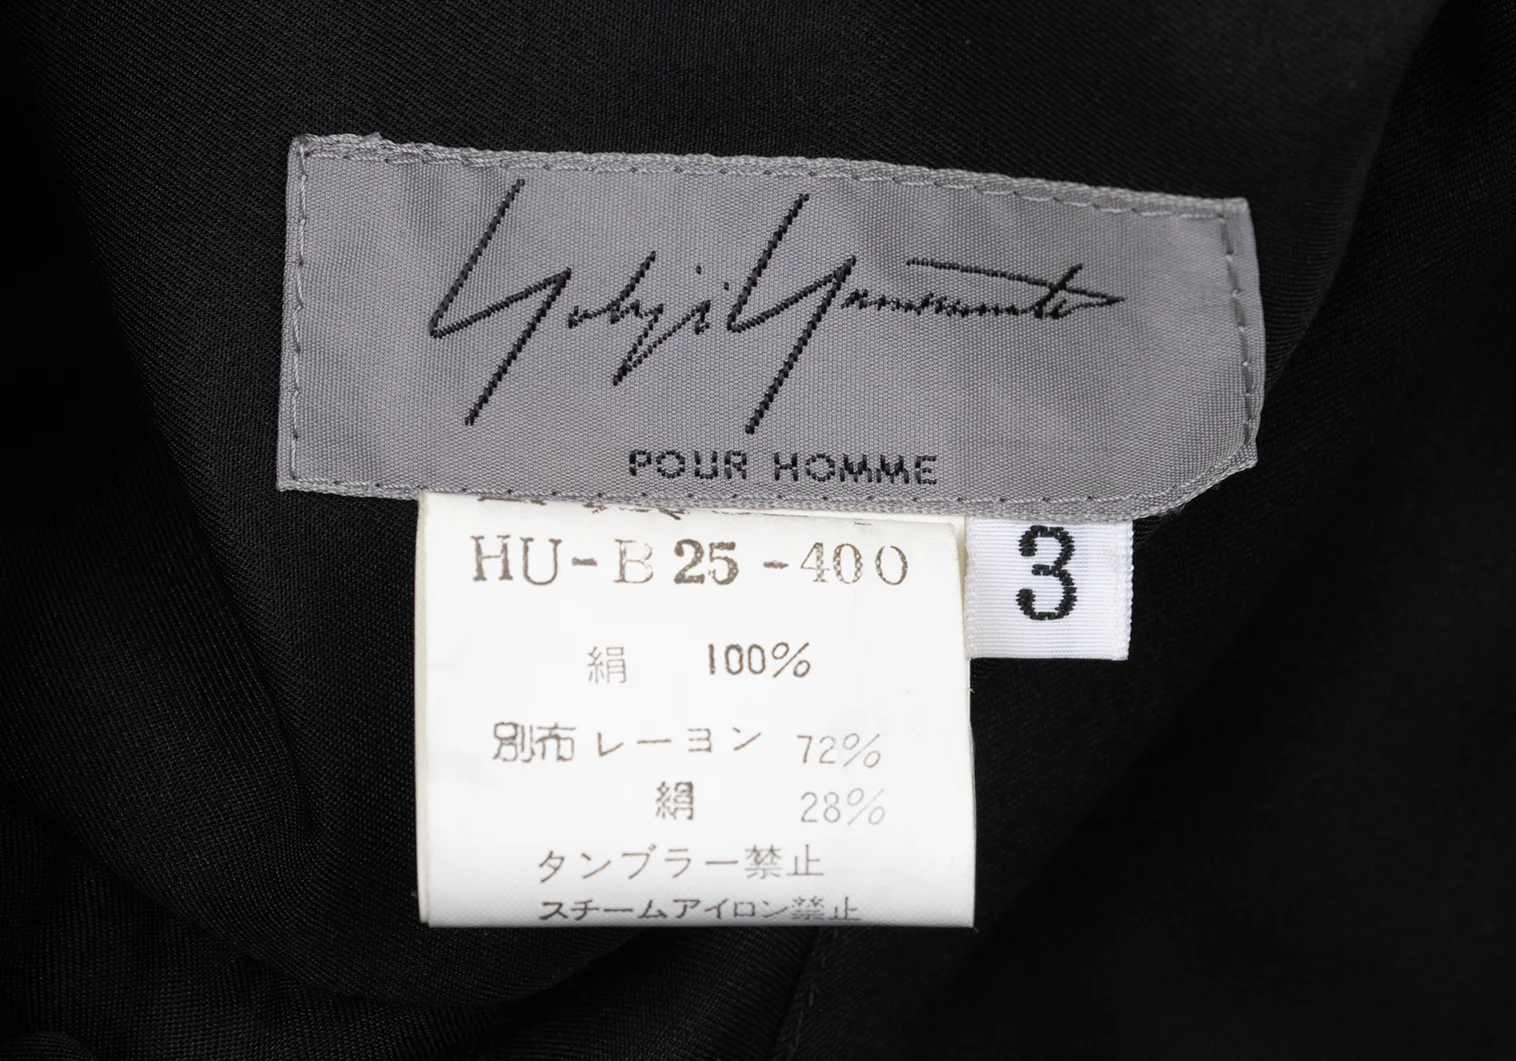 Yohji Yamamoto
POUR HOMME
HU-B 25-400
3
絹 100%
別布 レーヨン 72%
絹 28%
タンブラー禁止
スチームアイロン禁止